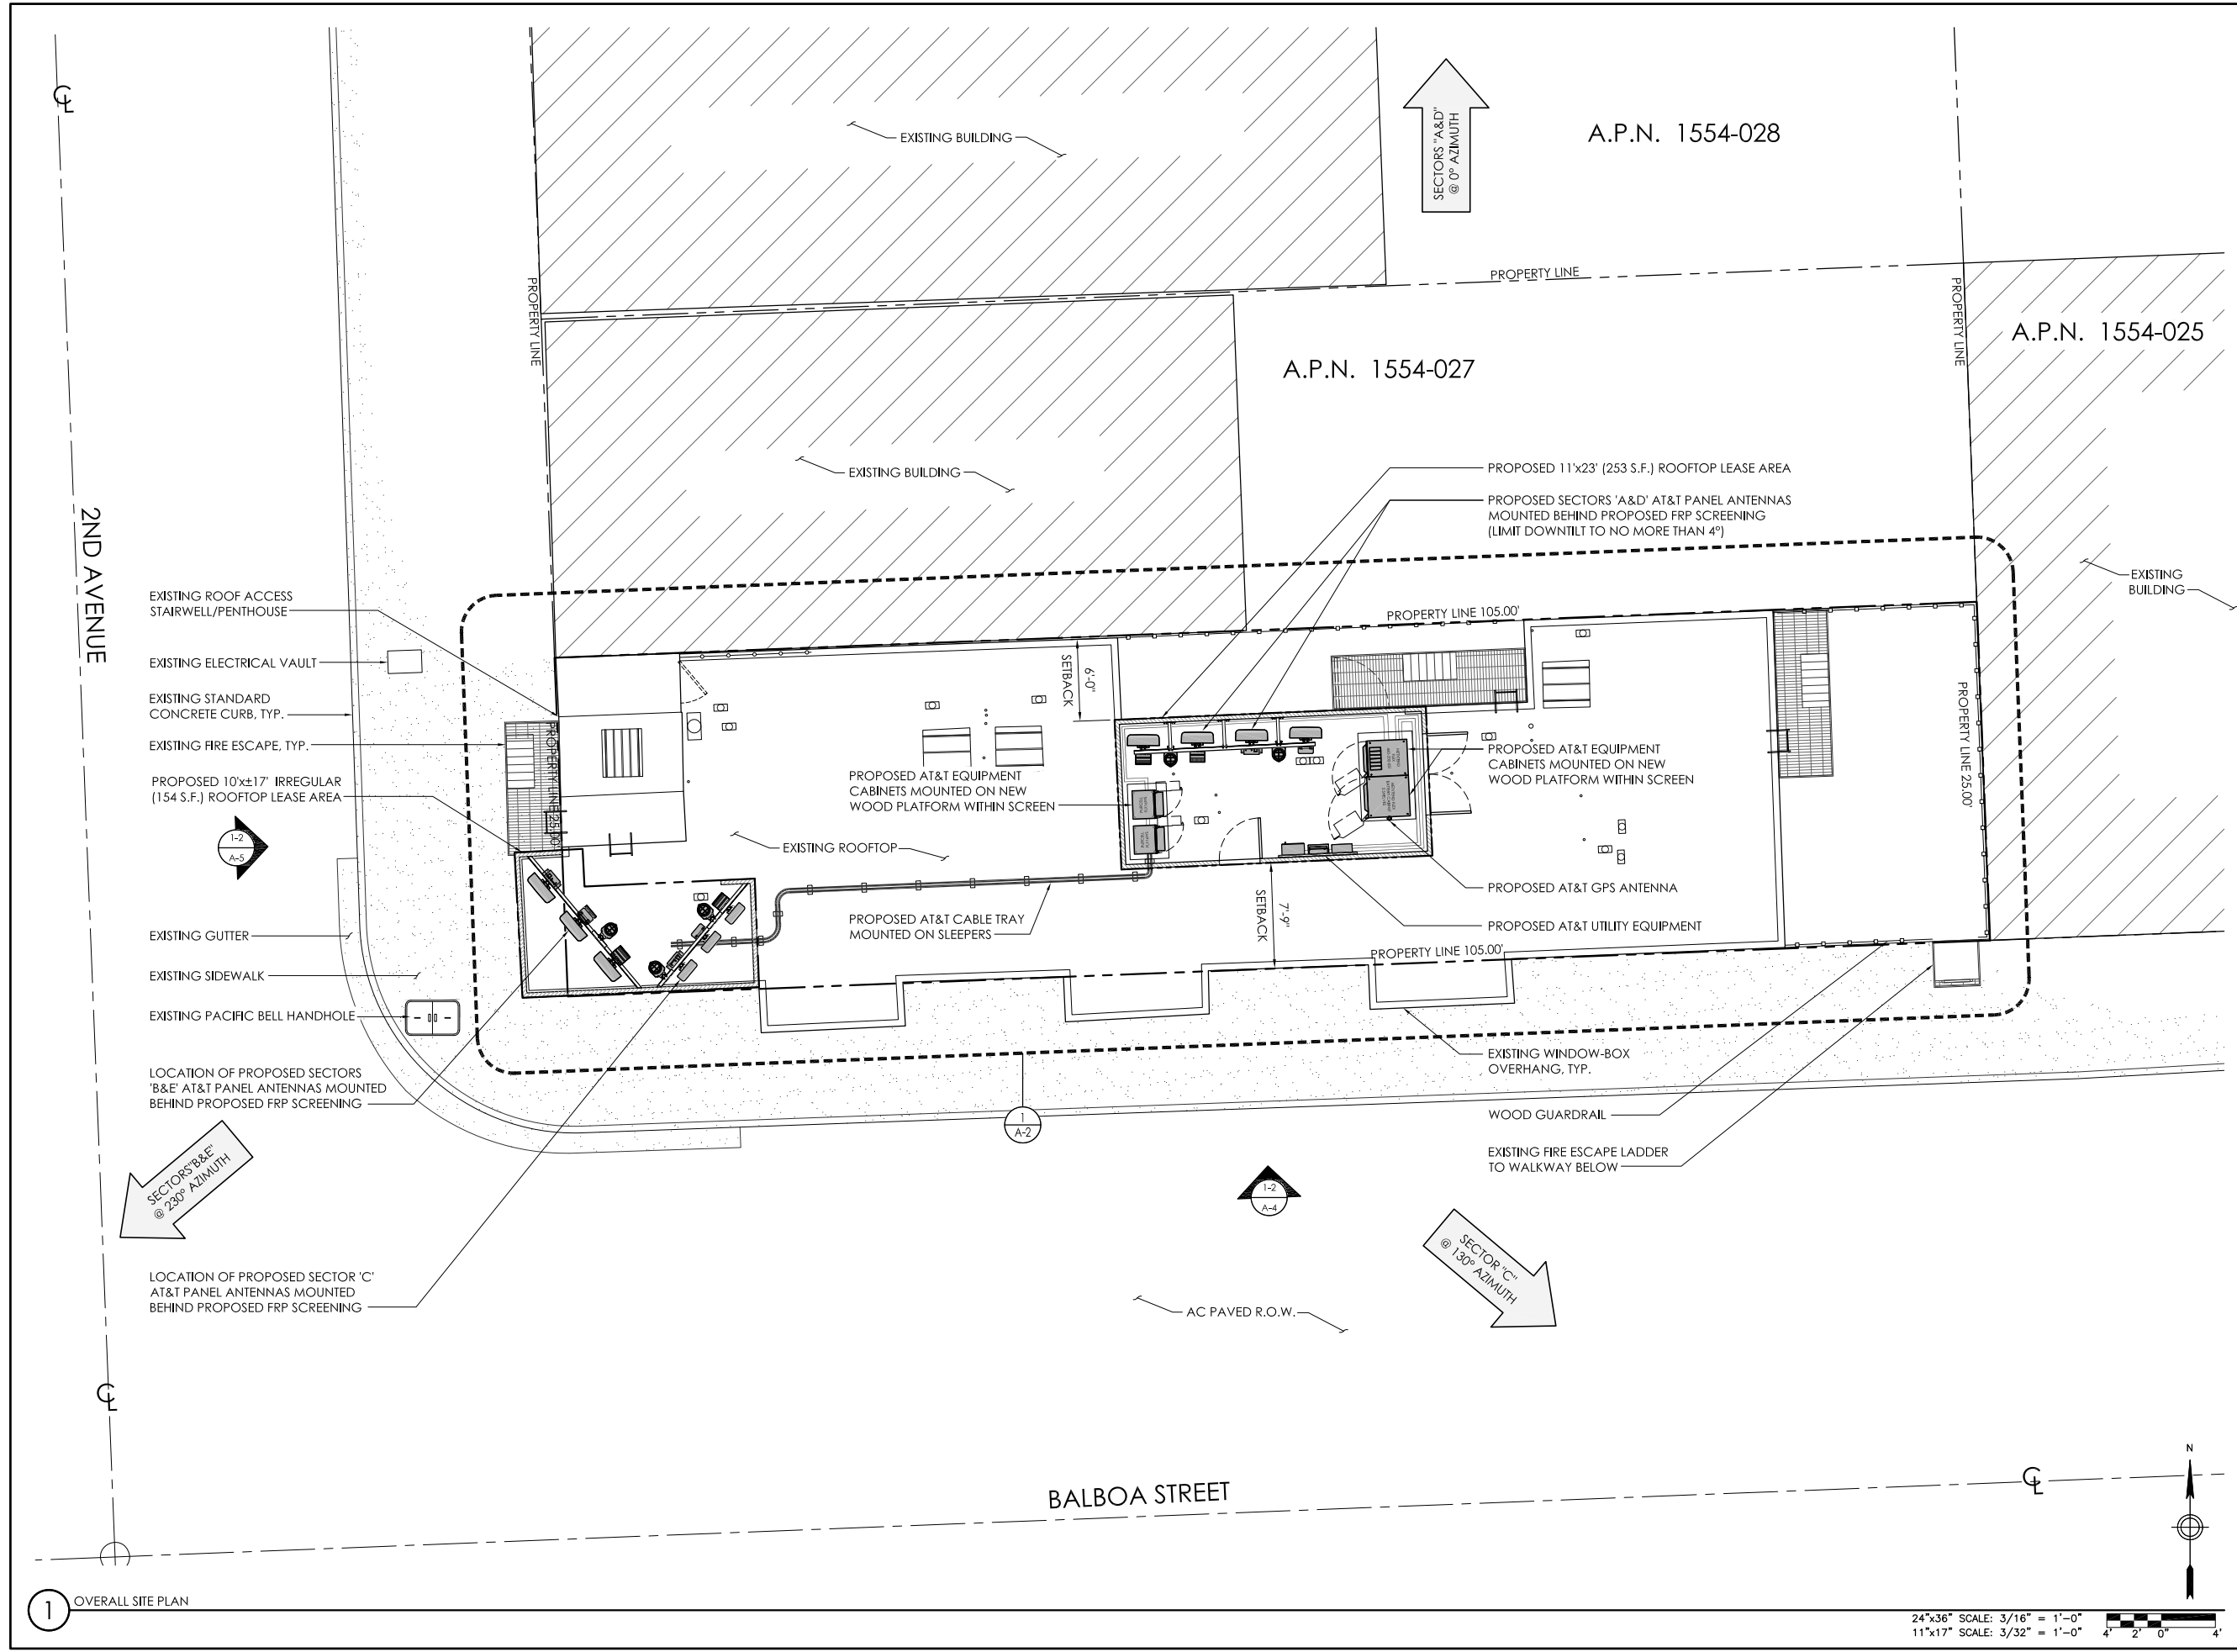 SECTORS "A&D"
@ 0° AZIMUTH
A.P.N. 1554-028
EXISTING BUILDING
PROPERTY LINE
PROPERTY LINE
PROPERTY LINE
A.P.N. 1554-025
A.P.N. 1554-027
EXISTING BUILDING
2ND AVENUE
PROPOSED 11'x23' (253 S.F.) ROOFTOP LEASE AREA
PROPOSED SECTORS 'A&D' AT&T PANEL ANTENNAS
MOUNTED BEHIND PROPOSED FRP SCREENING
(LIMIT DOWNTILT TO NO MORE THAN 4°)
EXISTING
BUILDING
EXISTING ROOF ACCESS
STAIRWELL/PENTHOUSE
EXISTING ELECTRICAL VAULT
EXISTING STANDARD
CONCRETE CURB, TYP.
EXISTING FIRE ESCAPE, TYP.
PROPOSED 10'x±17' IRREGULAR
(154 S.F.) ROOFTOP LEASE AREA
1-2
A-5
EXISTING GUTTER
EXISTING SIDEWALK
EXISTING PACIFIC BELL HANDHOLE
LOCATION OF PROPOSED SECTORS
'B&E' AT&T PANEL ANTENNAS MOUNTED
BEHIND PROPOSED FRP SCREENING
SECTORS"B&E"
@ 230° AZIMUTH
LOCATION OF PROPOSED SECTOR 'C'
AT&T PANEL ANTENNAS MOUNTED
BEHIND PROPOSED FRP SCREENING
PROPERTY LINE 105.00'
6'-0"
SETBACK
PROPERTY LINE 25.00'
PROPERTY LINE 25.00'
PROPOSED AT&T EQUIPMENT
CABINETS MOUNTED ON NEW
WOOD PLATFORM WITHIN SCREEN
EXISTING ROOFTOP
PROPOSED AT&T CABLE TRAY
MOUNTED ON SLEEPERS
PROPOSED AT&T EQUIPMENT
CABINETS MOUNTED ON NEW
WOOD PLATFORM WITHIN SCREEN
PROPOSED AT&T GPS ANTENNA
PROPOSED AT&T UTILITY EQUIPMENT
7'-9"
SETBACK
PROPERTY LINE 105.00'
EXISTING WINDOW-BOX
OVERHANG, TYP.
WOOD GUARDRAIL
EXISTING FIRE ESCAPE LADDER
TO WALKWAY BELOW
1
A-2
1-2
A-4
SECTOR "C"
@ 130° AZIMUTH
AC PAVED R.O.W.
BALBOA STREET
N
1
OVERALL SITE PLAN
24"x36" SCALE: 3/16" = 1'-0"
11"x17" SCALE: 3/32" = 1'-0"
4' 2' 0" 4'